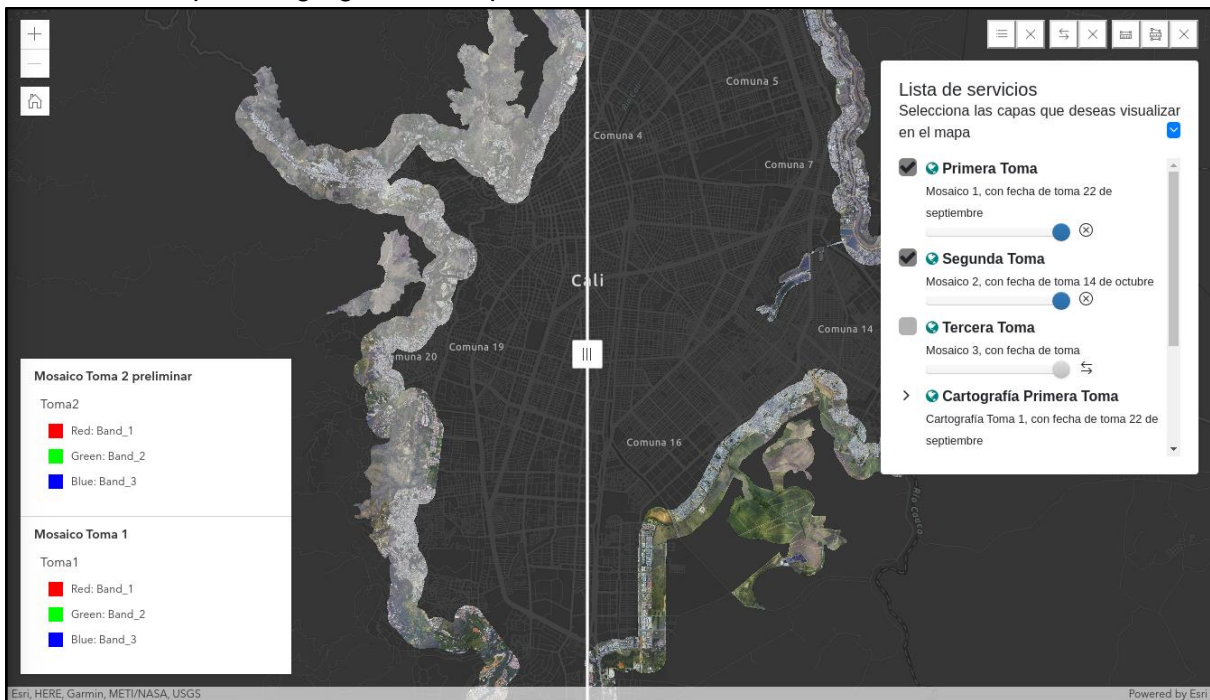 Comuna 5
Comuna 4
Comuna 7
Cali
Comuna 14
Comuna 19
muna 20
Comuna 16
Río Cauca
Lista de servicios
Selecciona las capas que deseas visualizar
en el mapa
Primera Toma
Mosaico 1, con fecha de toma 22 de
septiembre
Segunda Toma
Mosaico 2, con fecha de toma 14 de octubre
Tercera Toma
Mosaico 3, con fecha de toma
Cartografía Primera Toma
Cartografía Toma 1, con fecha de toma 22 de
septiembre
Mosaico Toma 2 preliminar
Toma2
Red: Band_1
Green: Band_2
Blue: Band_3
Mosaico Toma 1
Toma1
Red: Band_1
Green: Band_2
Blue: Band_3
Esri, HERE, Garmin, METI/NASA, USGS
Powered by Esri